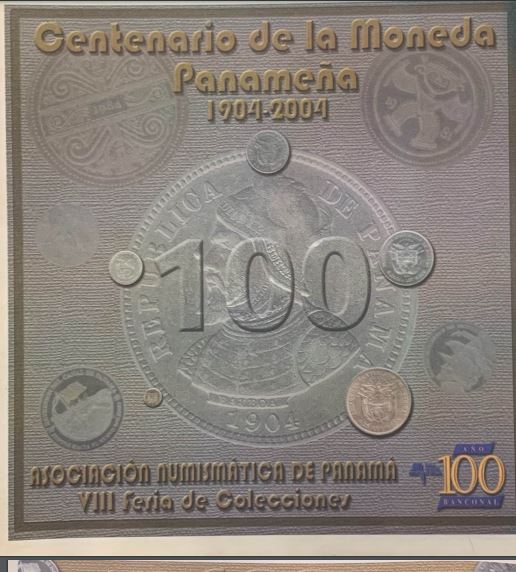 Centenario de la Moneda
Panameña
1904-2004
REPUBLICA DE PANAMA
100
BALBOA
1904
ASOCIACIÓN NUMISMÁTICA DE PANAMÁ
VIII Feria de Colecciones
AÑO
100
BANCONAL